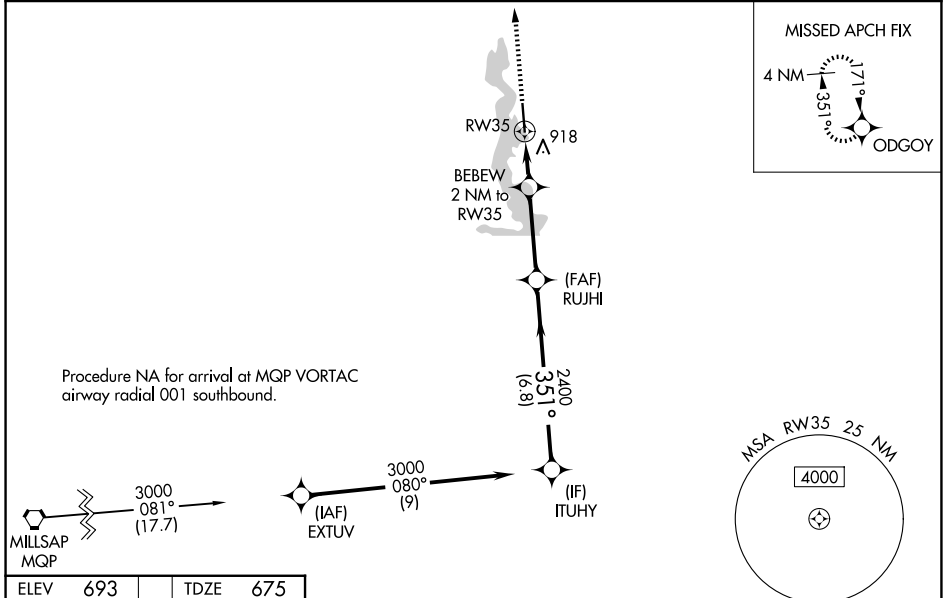 MISSED APCH FIX
4 NM
351°
171°
ODGOY
RW35
918
BEBEW
2 NM to
RW35
(FAF)
RUJHI
Procedure NA for arrival at MQP VORTAC
airway radial 001 southbound.
2400
351°
(6.8)
MSA RW35 25 NM
4000
3000
080°
(9)
3000
081°
(17.7)
(IAF)
EXTUV
(IF)
ITUHY
MILLSAP
MQP
ELEV 693 TDZE 675